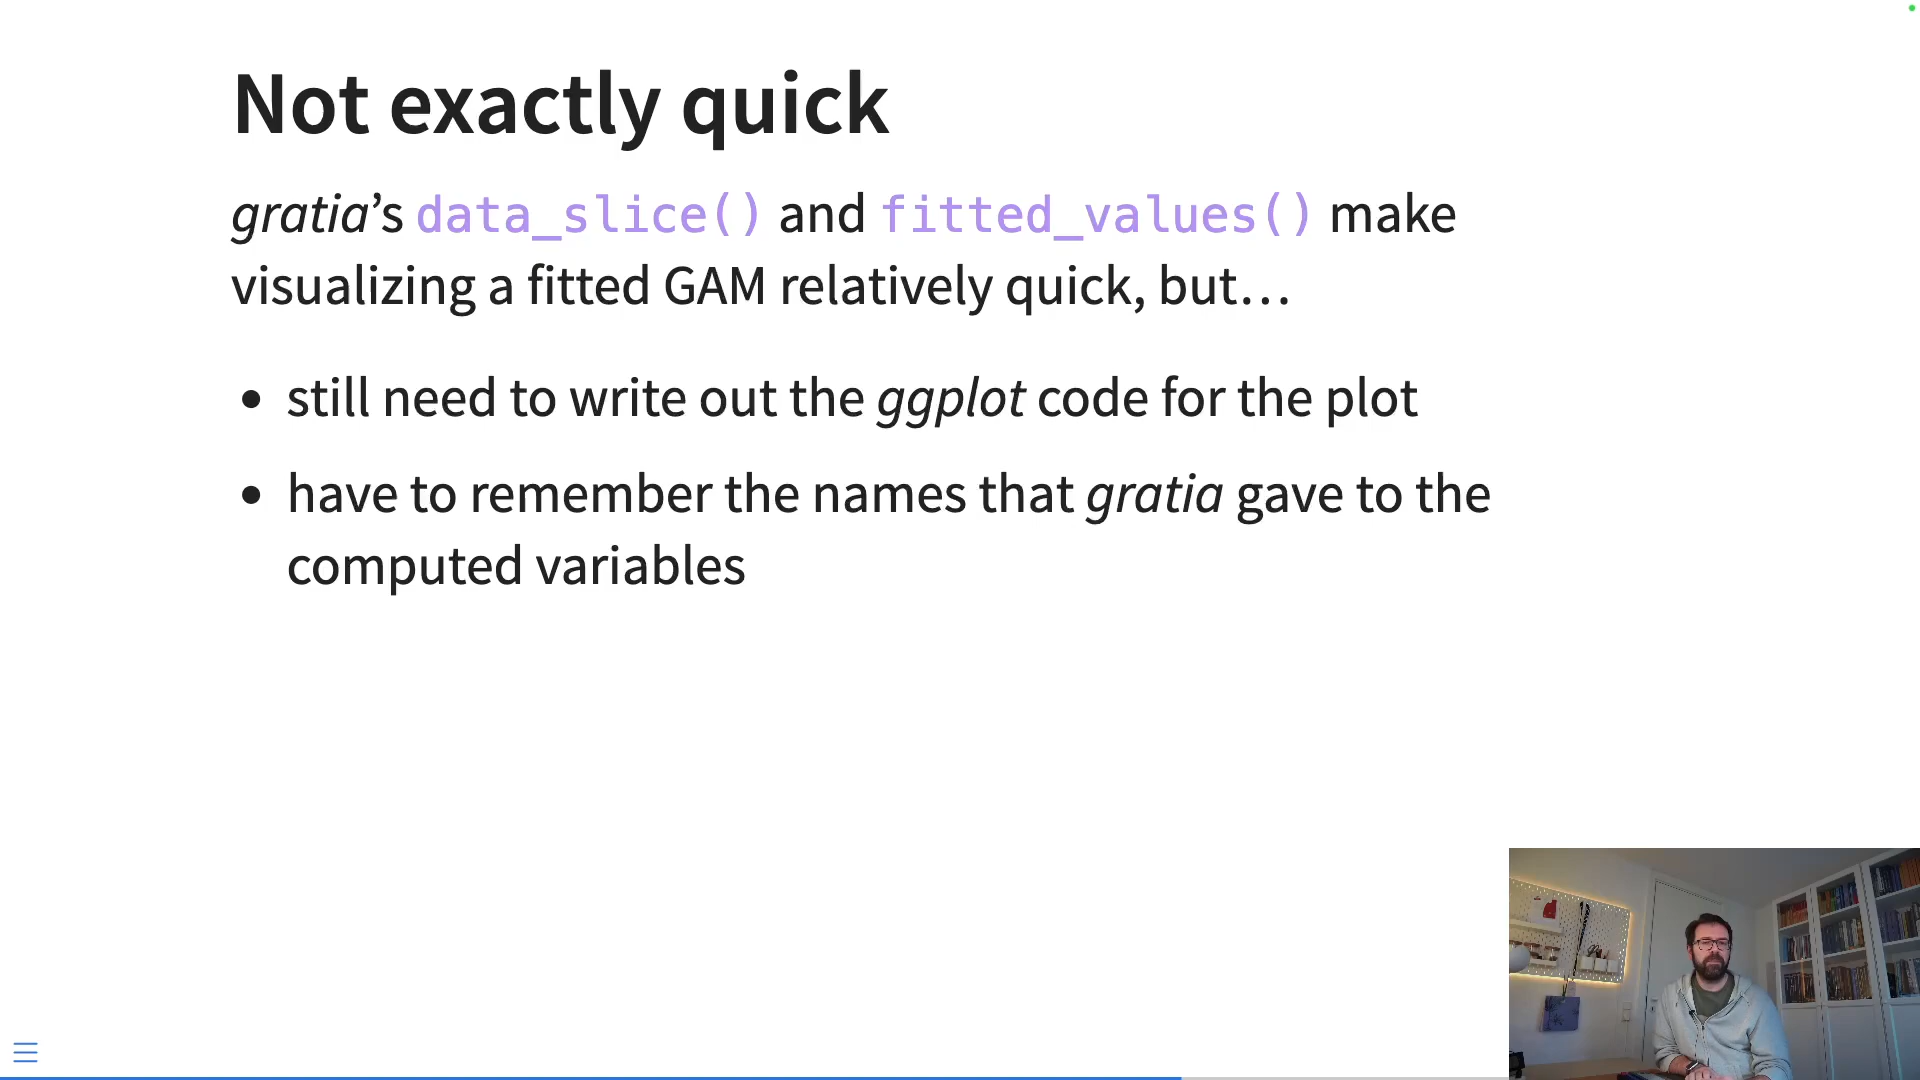 Not exactly quick
gratia’s data_slice() and fitted_values() make
visualizing a fitted GAM relatively quick, but…
• still need to write out the ggplot code for the plot
• have to remember the names that gratia gave to the
computed variables